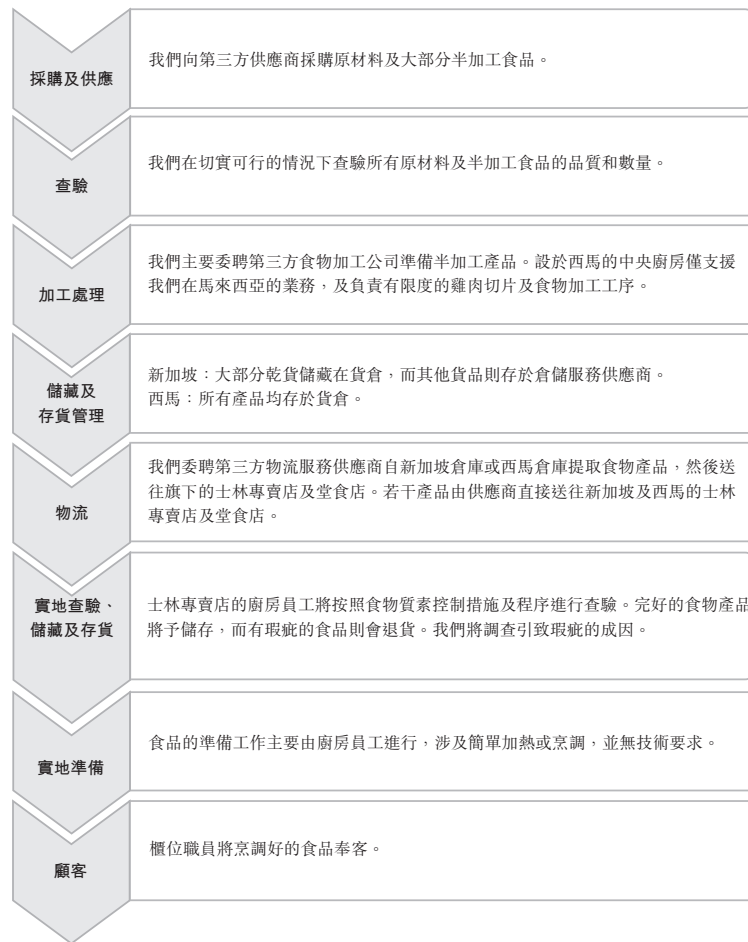 採購及供應
我們向第三方供應商採購原材料及大部分半加工食品。
查驗
我們在切實可行的情況下查驗所有原材料及半加工食品的品質和數量。
加工處理
我們主要委聘第三方食物加工公司準備半加工產品。設於西馬的中央廚房僅支援
我們在馬來西亞的業務，及負責有限度的雞肉切片及食物加工工序。
儲藏及
存貨管理
新加坡：大部分乾貨儲藏在貨倉，而其他貨品則存於倉儲服務供應商。
西馬：所有產品均存於貨倉。
物流
我們委聘第三方物流服務供應商自新加坡倉庫或西馬倉庫提取食物產品，然後送
往旗下的士林專賣店及堂食店。若干產品由供應商直接送往新加坡及西馬的士林
專賣店及堂食店。
實地查驗、
儲藏及存貨
士林專賣店的廚房員工將按照食物質素控制措施及程序進行查驗。完好的食物產品
將予儲存，而有瑕疵的食品則會退貨。我們將調查引致瑕疵的成因。
實地準備
食品的準備工作主要由廚房員工進行，涉及簡單加熱或烹調，並無技術要求。
顧客
櫃位職員將烹調好的食品奉客。